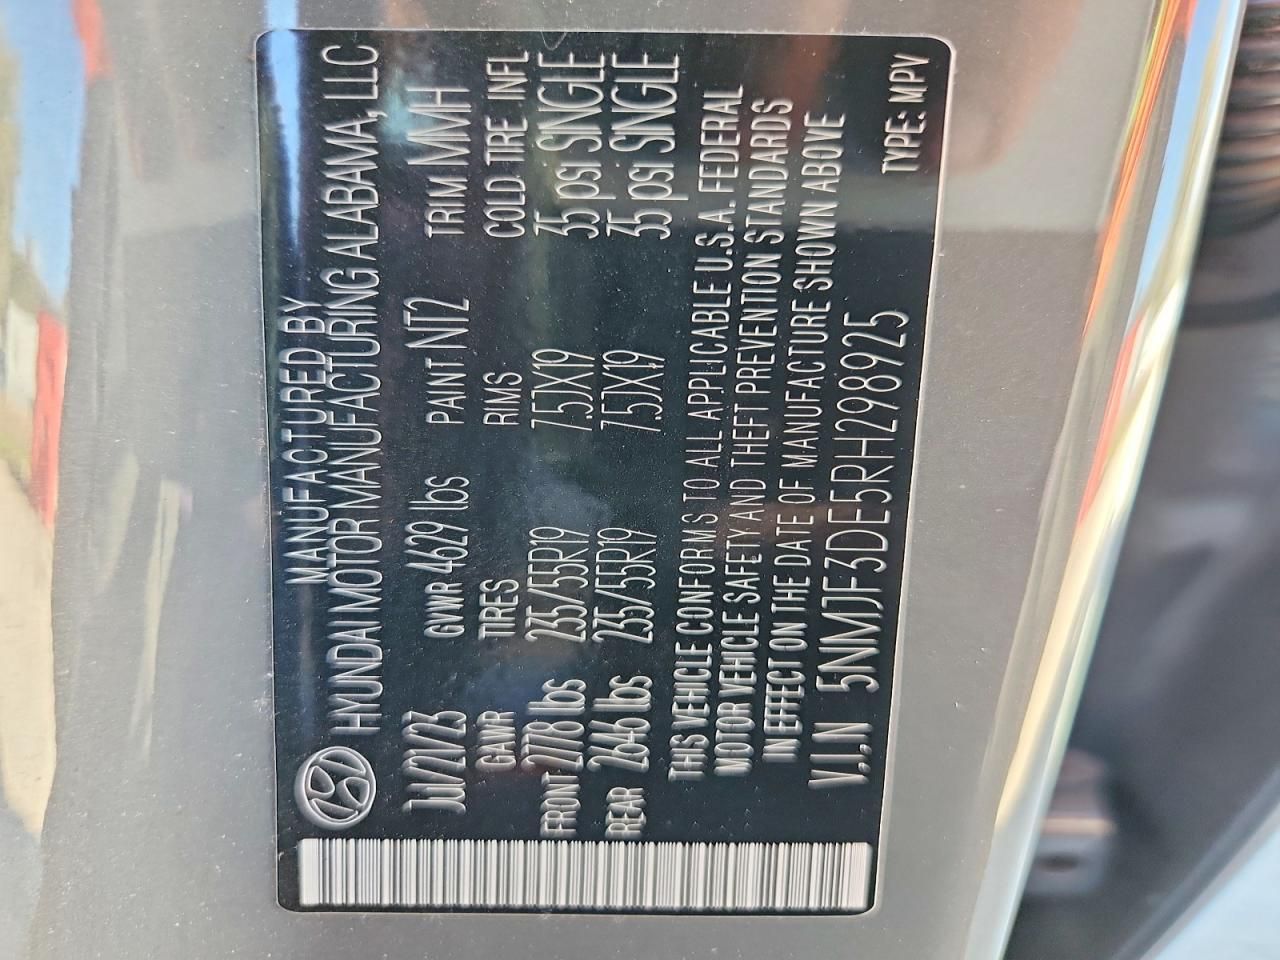 MANUFACTURED BY
HYUNDAI MOTOR MANUFACTURING ALABAMA, LLC
JUL/21/23 GVWR 4629 lbs PAINT NT2 TRIM MMH
GAWR TIRES RIMS COLD TIRE INFL
FRONT 2778 lbs 235/55R19 7.5JX19 35 psi SINGLE
REAR 2646 lbs 235/55R19 7.5JX19 35 psi SINGLE
THIS VEHICLE CONFORMS TO ALL APPLICABLE U.S.A. FEDERAL
MOTOR VEHICLE SAFETY AND THEFT PREVENTION STANDARDS
IN EFFECT ON THE DATE OF MANUFACTURE SHOWN ABOVE
V.I.N 5NMJF3DE5RH298925
TYPE: MPV